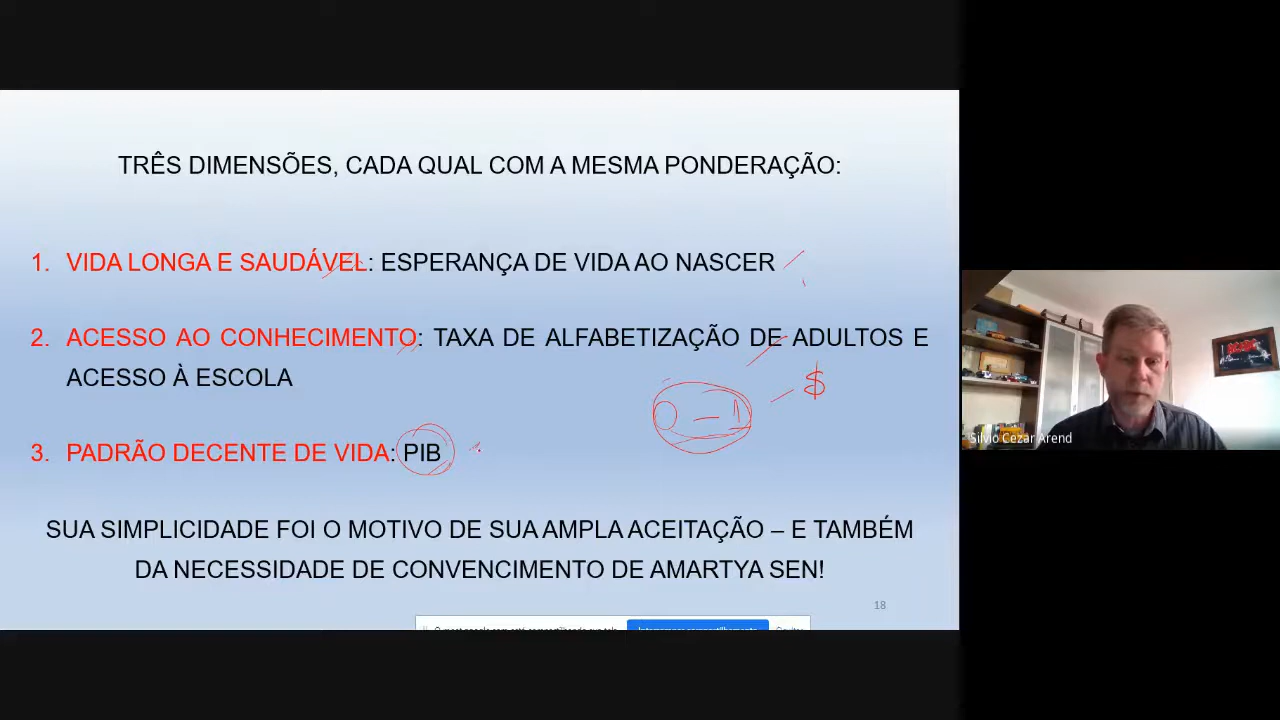 TRÊS DIMENSÕES, CADA QUAL COM A MESMA PONDERAÇÃO:
1. VIDA LONGA E SAUDÁVEL: ESPERANÇA DE VIDA AO NASCER
2. ACESSO AO CONHECIMENTO: TAXA DE ALFABETIZAÇÃO DE ADULTOS E
ACESSO À ESCOLA
$
0 – 1
3. PADRÃO DECENTE DE VIDA: PIB
SUA SIMPLICIDADE FOI O MOTIVO DE SUA AMPLA ACEITAÇÃO – E TAMBÉM
DA NECESSIDADE DE CONVENCIMENTO DE AMARTYA SEN!
18
Silvio Cezar Arend